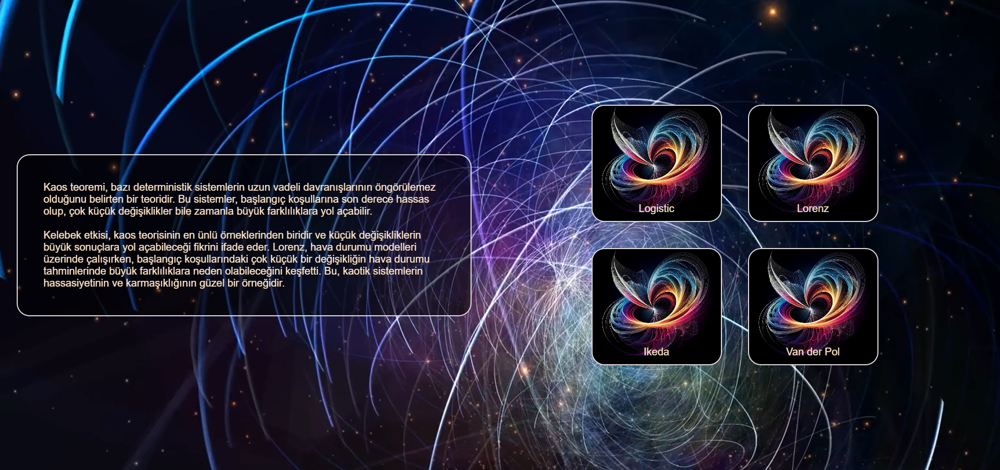 Kaos teoremi, bazı deterministik sistemlerin uzun vadeli davranışlarının öngörülemez
olduğunu belirten bir teoridir. Bu sistemler, başlangıç koşullarına son derece hassas
olup, çok küçük değişiklikler bile zamanla büyük farklılıklara yol açabilir.
Kelebek etkisi, kaos teorisinin en ünlü örneklerinden biridir ve küçük değişikliklerin
büyük sonuçlara yol açabileceği fikrini ifade eder. Lorenz, hava durumu modelleri
üzerinde çalışırken, başlangıç koşullarındaki çok küçük bir değişikliğin hava durumu
tahminlerinde büyük farklılıklara neden olabileceğini keşfetti. Bu, kaotik sistemlerin
hassasiyetinin ve karmaşıklığının güzel bir örneğidir.
Logistic
Lorenz
Ikeda
Van der Pol